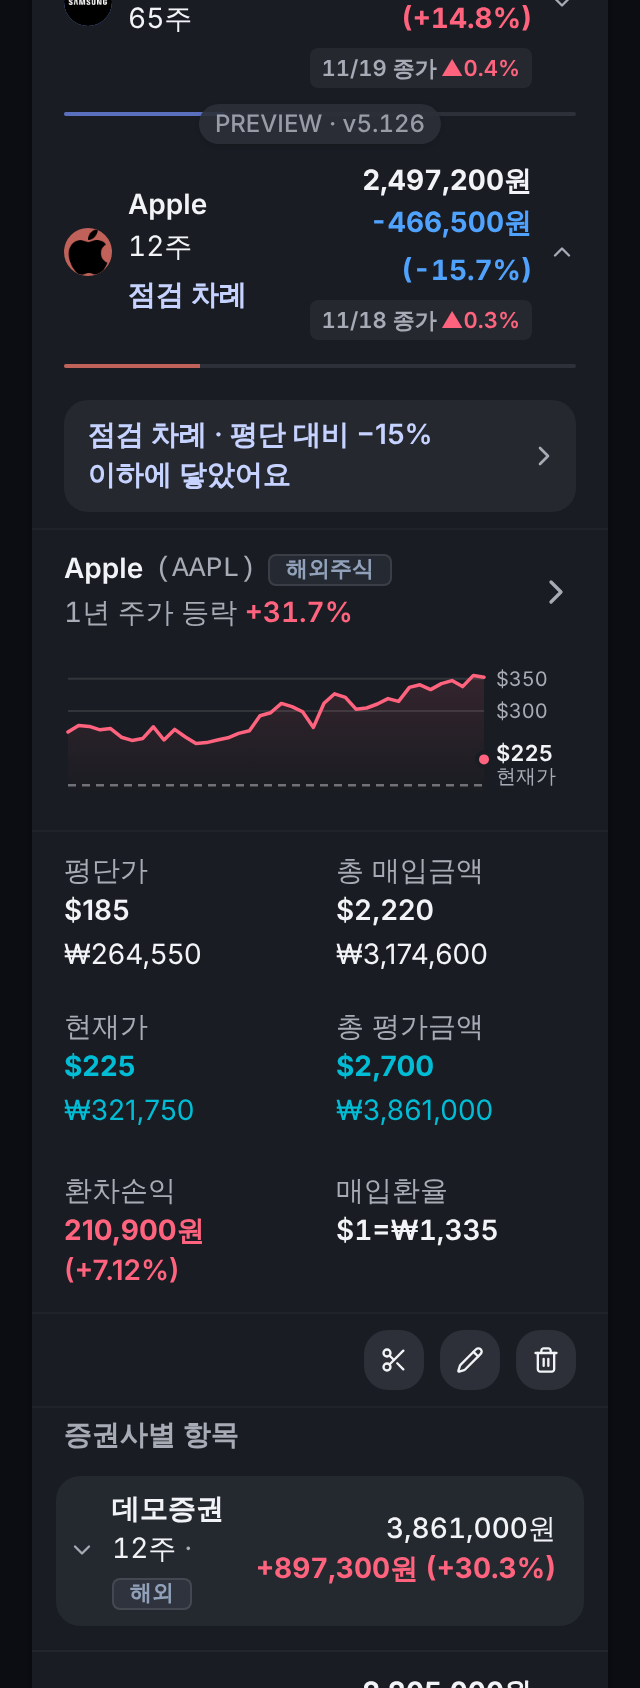 SAMSUNG
65주
(+14.8%)
11/19 종가 ▲0.4%
PREVIEW · v5.126
Apple
12주
점검 차례
2,497,200원
-466,500원
(-15.7%)
11/18 종가 ▲0.3%
점검 차례 · 평단 대비 −15%
이하에 닿았어요
Apple (AAPL) 해외주식
1년 주가 등락 +31.7%
$350
$300
$225
현재가
평단가
$185
₩264,550
총 매입금액
$2,220
₩3,174,600
현재가
$225
₩321,750
총 평가금액
$2,700
₩3,861,000
환차손익
210,900원
(+7.12%)
매입환율
$1=₩1,335
증권사별 항목
데모증권
12주 ·
해외
3,861,000원
+897,300원 (+30.3%)